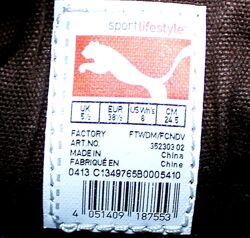 sportlifestyle
UK EUR US Wn's CM
5½ 38½ 8 24.5
FACTORY FTWDM/FCNDV
ART.NO. 352303 02
MADE IN China
FABRIQUÉ EN Chine
0413 C1349765B0005410
4 051409 187553